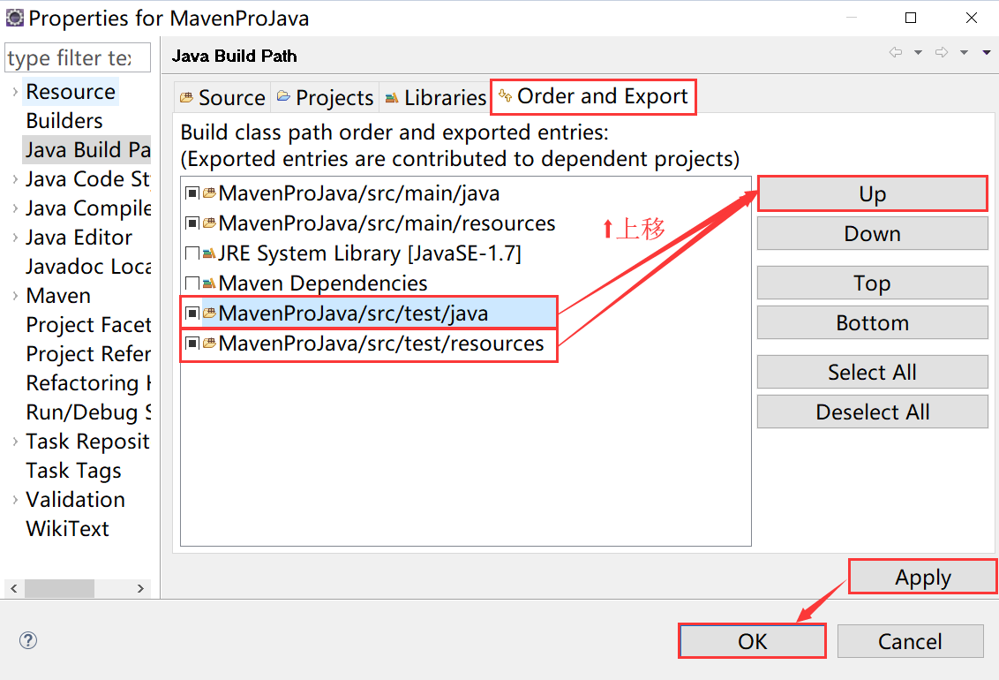 Properties for MavenProJava
type filter te
Java Build Path
Resource
Builders
Java Build Pa
Java Code St
Java Compile
Java Editor
Javadoc Loca
Maven
Project Facet
Project Refer
Refactoring H
Run/Debug S
Task Reposit
Task Tags
Validation
WikiText
Source
Projects
Libraries
Order and Export
Build class path order and exported entries:
(Exported entries are contributed to dependent projects)
MavenProJava/src/main/java
MavenProJava/src/main/resources
JRE System Library [JavaSE-1.7]
Maven Dependencies
MavenProJava/src/test/java
MavenProJava/src/test/resources
上移
Up
Down
Top
Bottom
Select All
Deselect All
Apply
OK
Cancel